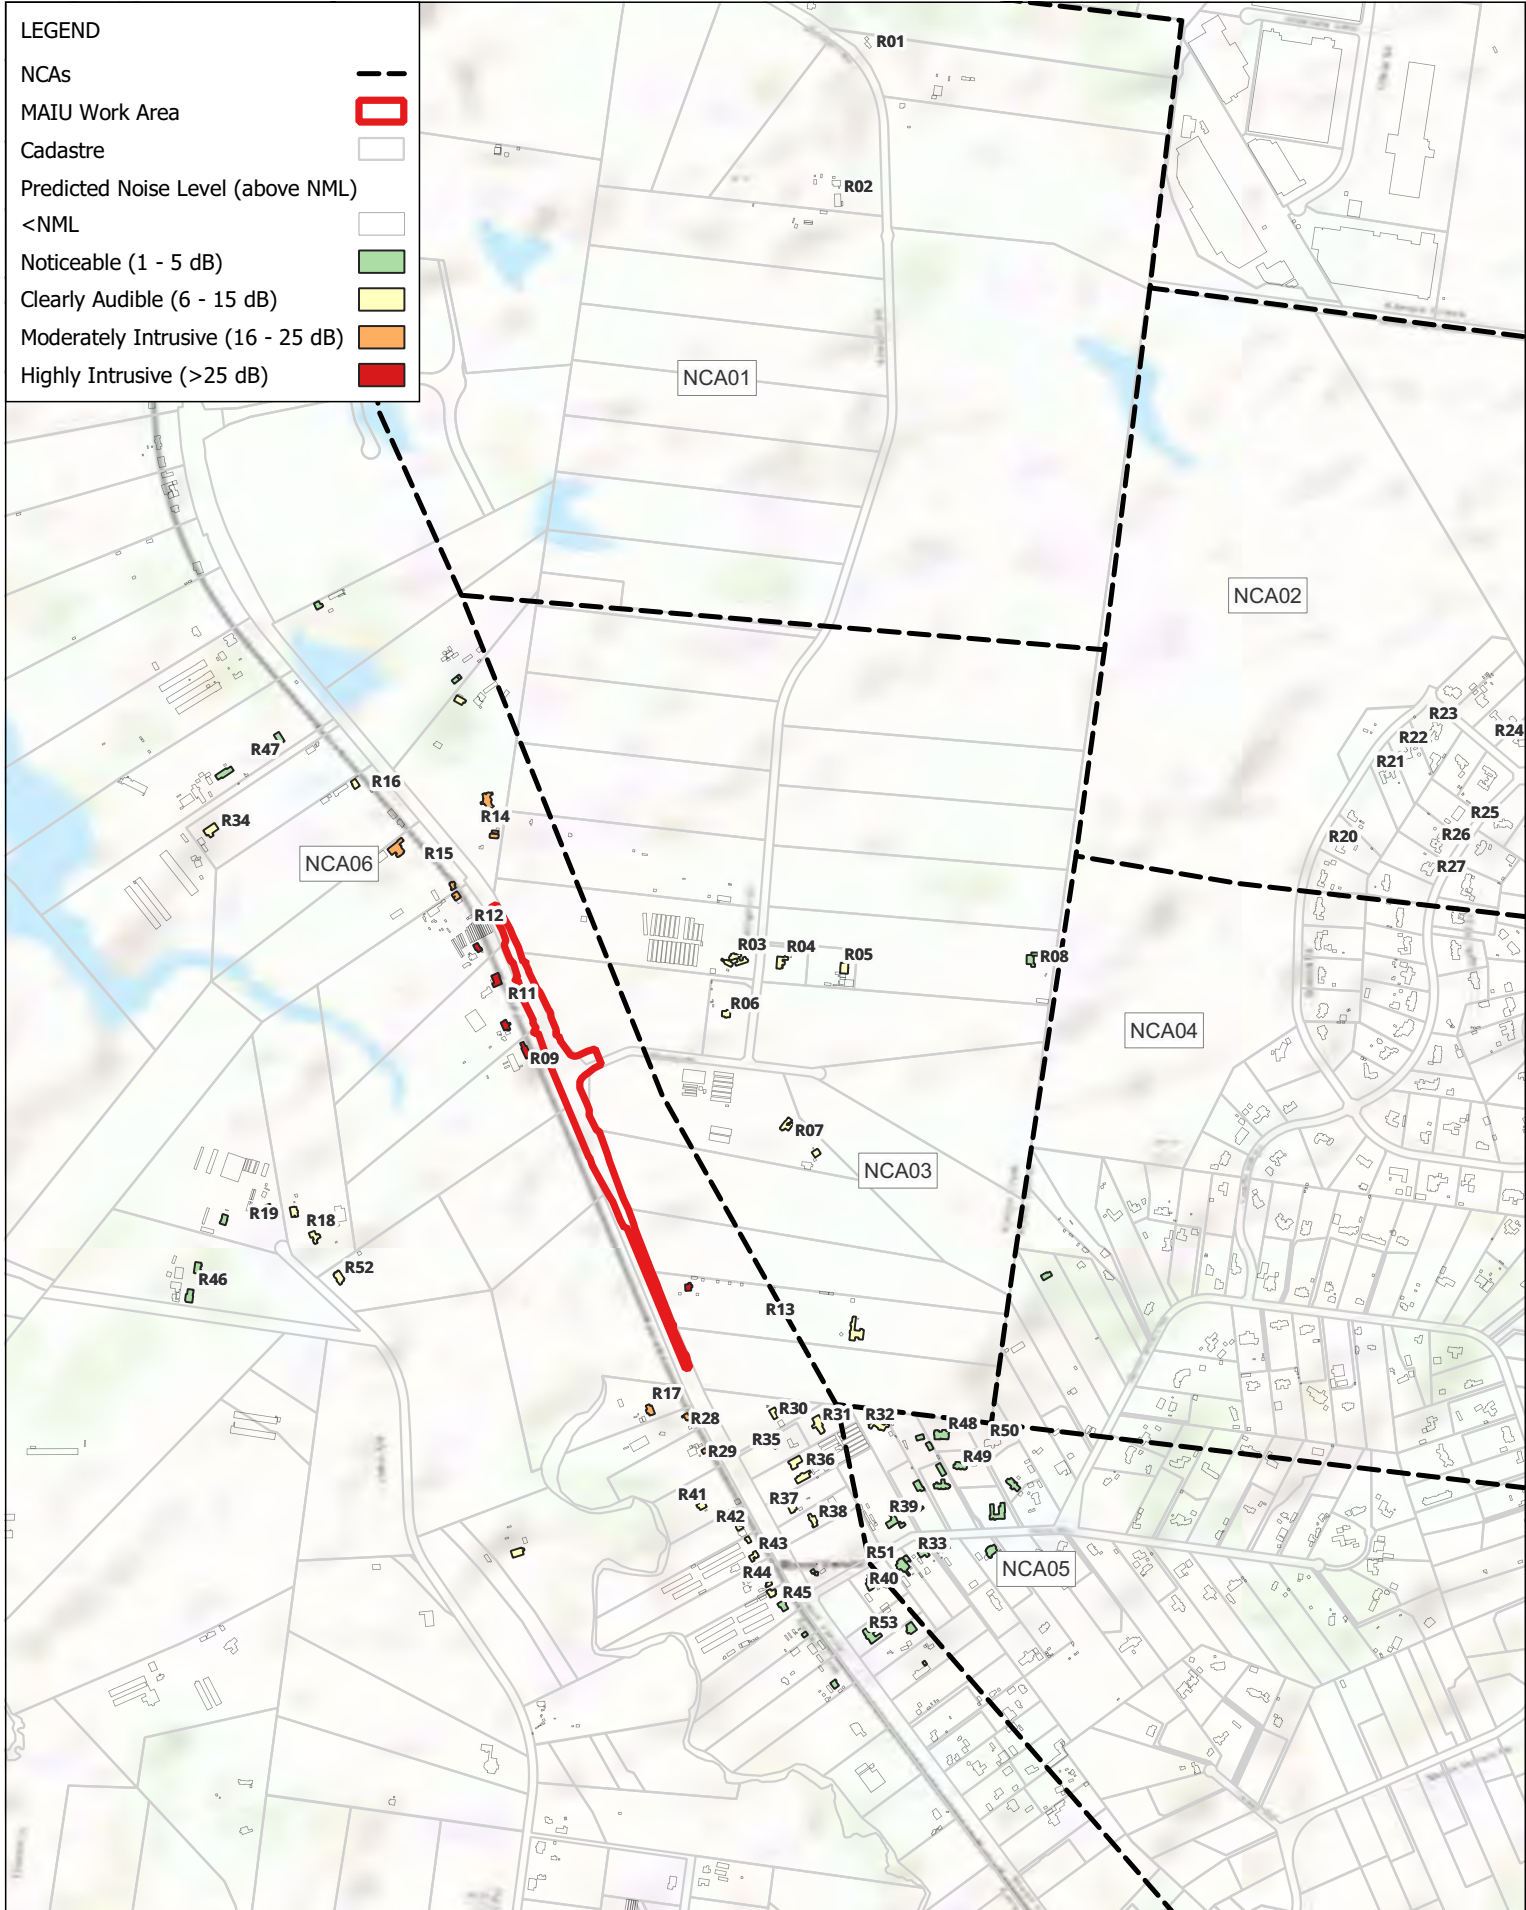 LEGEND
NCAs
MAIU Work Area
Cadastre
Predicted Noise Level (above NML)
<NML
Noticeable (1 - 5 dB)
Clearly Audible (6 - 15 dB)
Moderately Intrusive (16 - 25 dB)
Highly Intrusive (>25 dB)
R01
R02
NCA01
NCA02
R23
R24
R22
R21
R47
R16
R25
R14
R34
R20
R26
R15
NCA06
R27
R12
R03
R04
R05
R08
R11
R06
NCA04
R09
R07
NCA03
R19
R18
R52
R46
R13
R17
R30
R31
R32
R28
R48
R50
R35
R29
R36
R49
R41
R37
R39
R38
R42
R43
R51
R33
R44
NCA05
R40
R45
R53